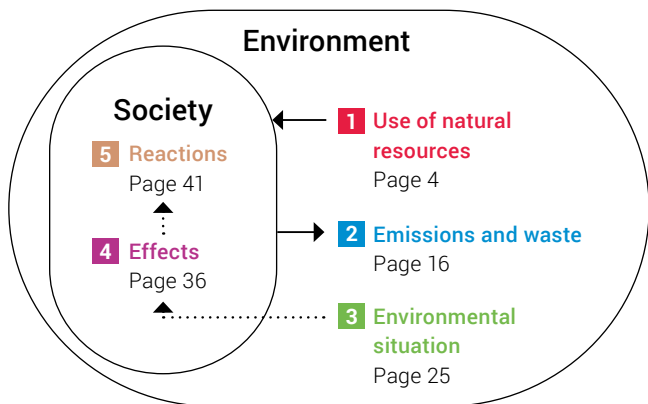 Environment
Society
1 Use of natural
resources
Page 4
5 Reactions
Page 41
2 Emissions and waste
Page 16
4 Effects
Page 36
3 Environmental
situation
Page 25